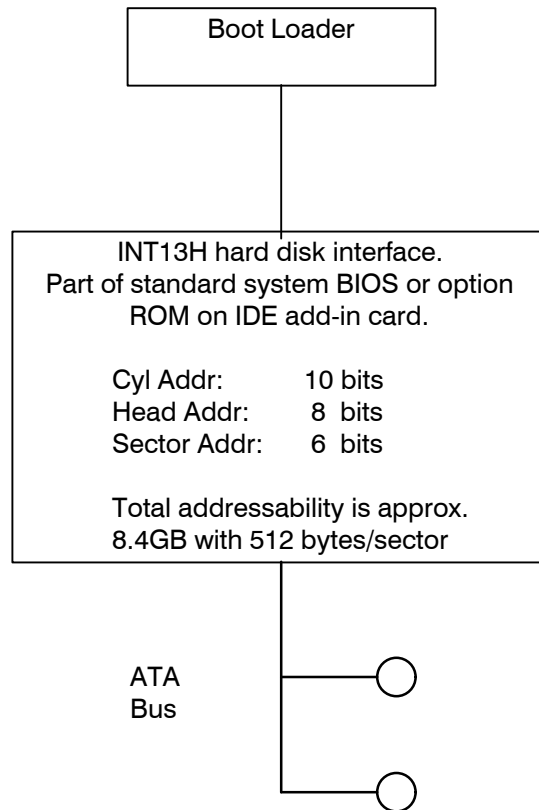 Boot Loader
INT13H hard disk interface.
Part of standard system BIOS or option
ROM on IDE add-in card.
Cyl Addr: 10 bits
Head Addr: 8 bits
Sector Addr: 6 bits
Total addressability is approx.
8.4GB with 512 bytes/sector
ATA
Bus